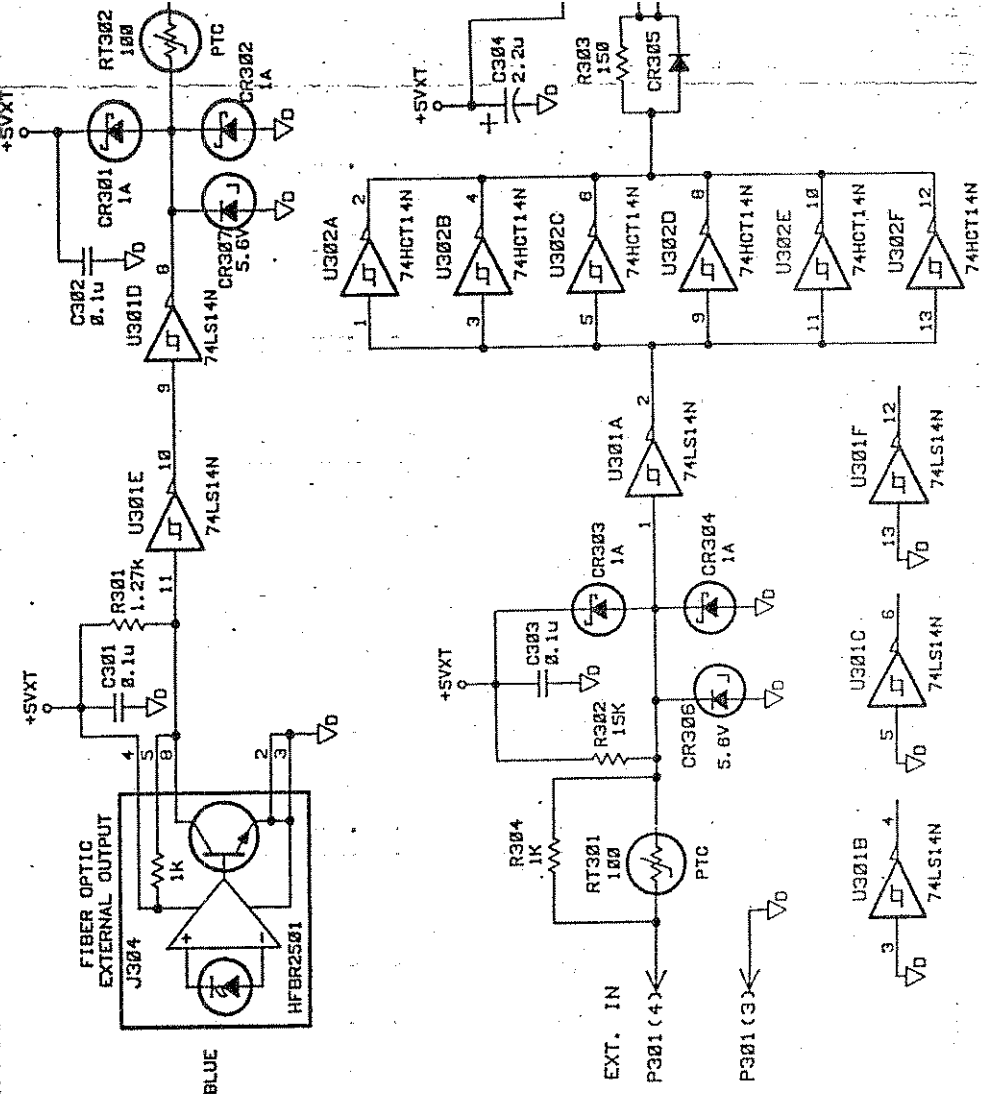 RT302
100
PTC
+5VXT
CR301
1A
CR302
1A
CR307
5.6V
D
D
D
C302
0.1u
U301D
8
9
74LS14N
10
U301E
74LS14N
11
R301
1.27K
+5VXT
C301
0.1u
D
4
5
8
2
3
D
FIBER OPTIC
EXTERNAL OUTPUT
J304
1K
+
-
HFBR2501
BLUE
+5VXT
C304
2.2u
+
D
R303
150
CR305
U302A
2
1
74HCT14N
U302B
4
3
74HCT14N
U302C
6
5
74HCT14N
U302D
8
9
74HCT14N
U302E
10
11
74HCT14N
U302F
12
13
74HCT14N
U301A
2
1
74LS14N
CR303
1A
CR304
1A
D
+5VXT
C303
0.1u
D
R302
15K
CR306
5.6V
D
R304
1K
RT301
100
PTC
EXT. IN
P301(4)
P301(3)
D
U301F
12
13
74LS14N
D
U301C
6
5
74LS14N
D
U301B
4
3
74LS14N
D